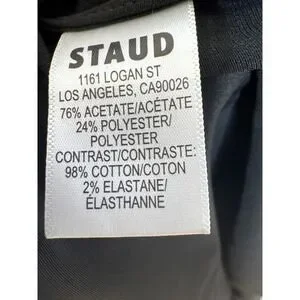 STAUD
1161 LOGAN ST
LOS ANGELES, CA90026
76% ACETATE/ACÉTATE
24% POLYESTER/
POLYESTER
CONTRAST/CONTRASTE:
98% COTTON/COTON
2% ELASTANE/
ÉLASTHANNE